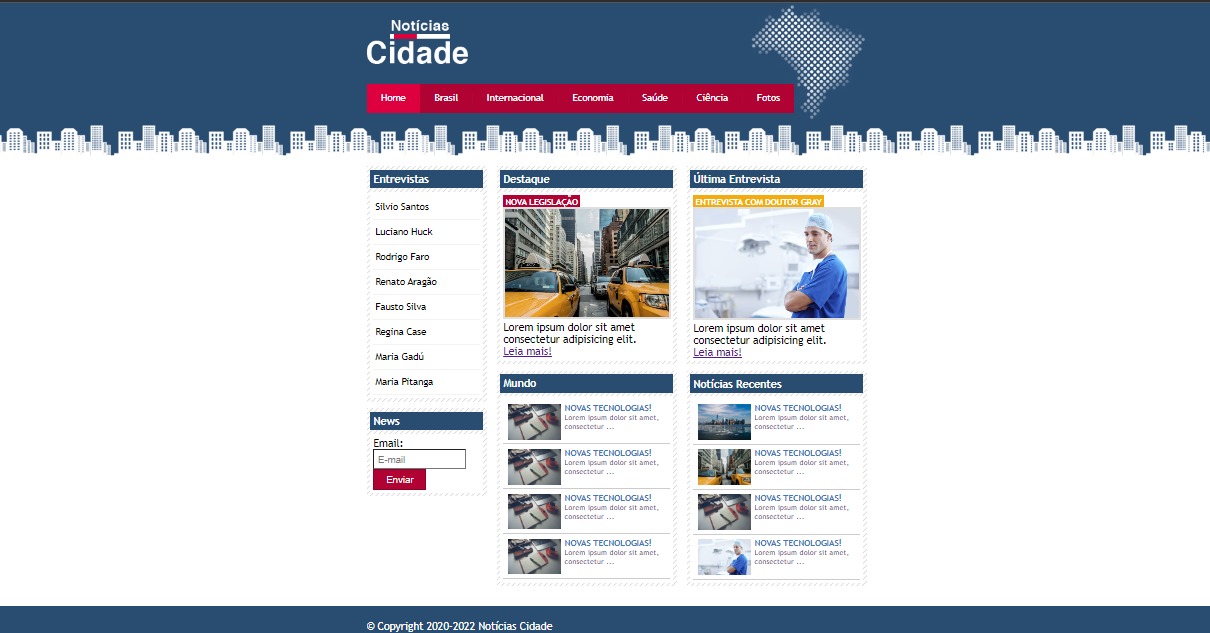 Notícias
Cidade
Home Brasil Internacional Economia Saúde Ciência Fotos
Entrevistas
Silvio Santos
Luciano Huck
Rodrigo Faro
Renato Aragão
Fausto Silva
Regina Case
Maria Gadú
Maria Pitanga
News
Email:
E-mail
Enviar
Destaque
NOVA LEGISLAÇÃO
Lorem ipsum dolor sit amet
consectetur adipisicing elit.
Leia mais!
Última Entrevista
ENTREVISTA COM DOUTOR GRAY
Lorem ipsum dolor sit amet
consectetur adipisicing elit.
Leia mais!
Mundo
NOVAS TECNOLOGIAS!
Lorem ipsum dolor sit amet,
consectetur ...
NOVAS TECNOLOGIAS!
Lorem ipsum dolor sit amet,
consectetur ...
NOVAS TECNOLOGIAS!
Lorem ipsum dolor sit amet,
consectetur ...
NOVAS TECNOLOGIAS!
Lorem ipsum dolor sit amet,
consectetur ...
Notícias Recentes
NOVAS TECNOLOGIAS!
Lorem ipsum dolor sit amet,
consectetur ...
NOVAS TECNOLOGIAS!
Lorem ipsum dolor sit amet,
consectetur ...
NOVAS TECNOLOGIAS!
Lorem ipsum dolor sit amet,
consectetur ...
NOVAS TECNOLOGIAS!
Lorem ipsum dolor sit amet,
consectetur ...
© Copyright 2020-2022 Notícias Cidade